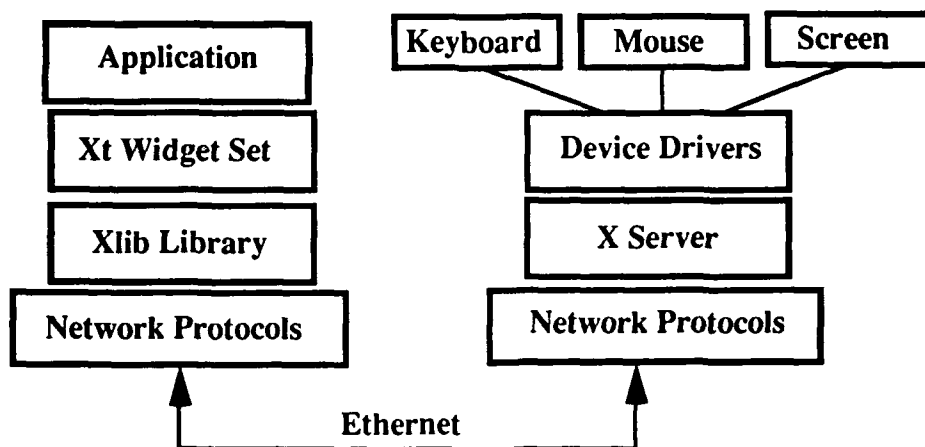 Application
Xt Widget Set
Xlib Library
Network Protocols
Keyboard
Mouse
Screen
Device Drivers
X Server
Network Protocols
Ethernet